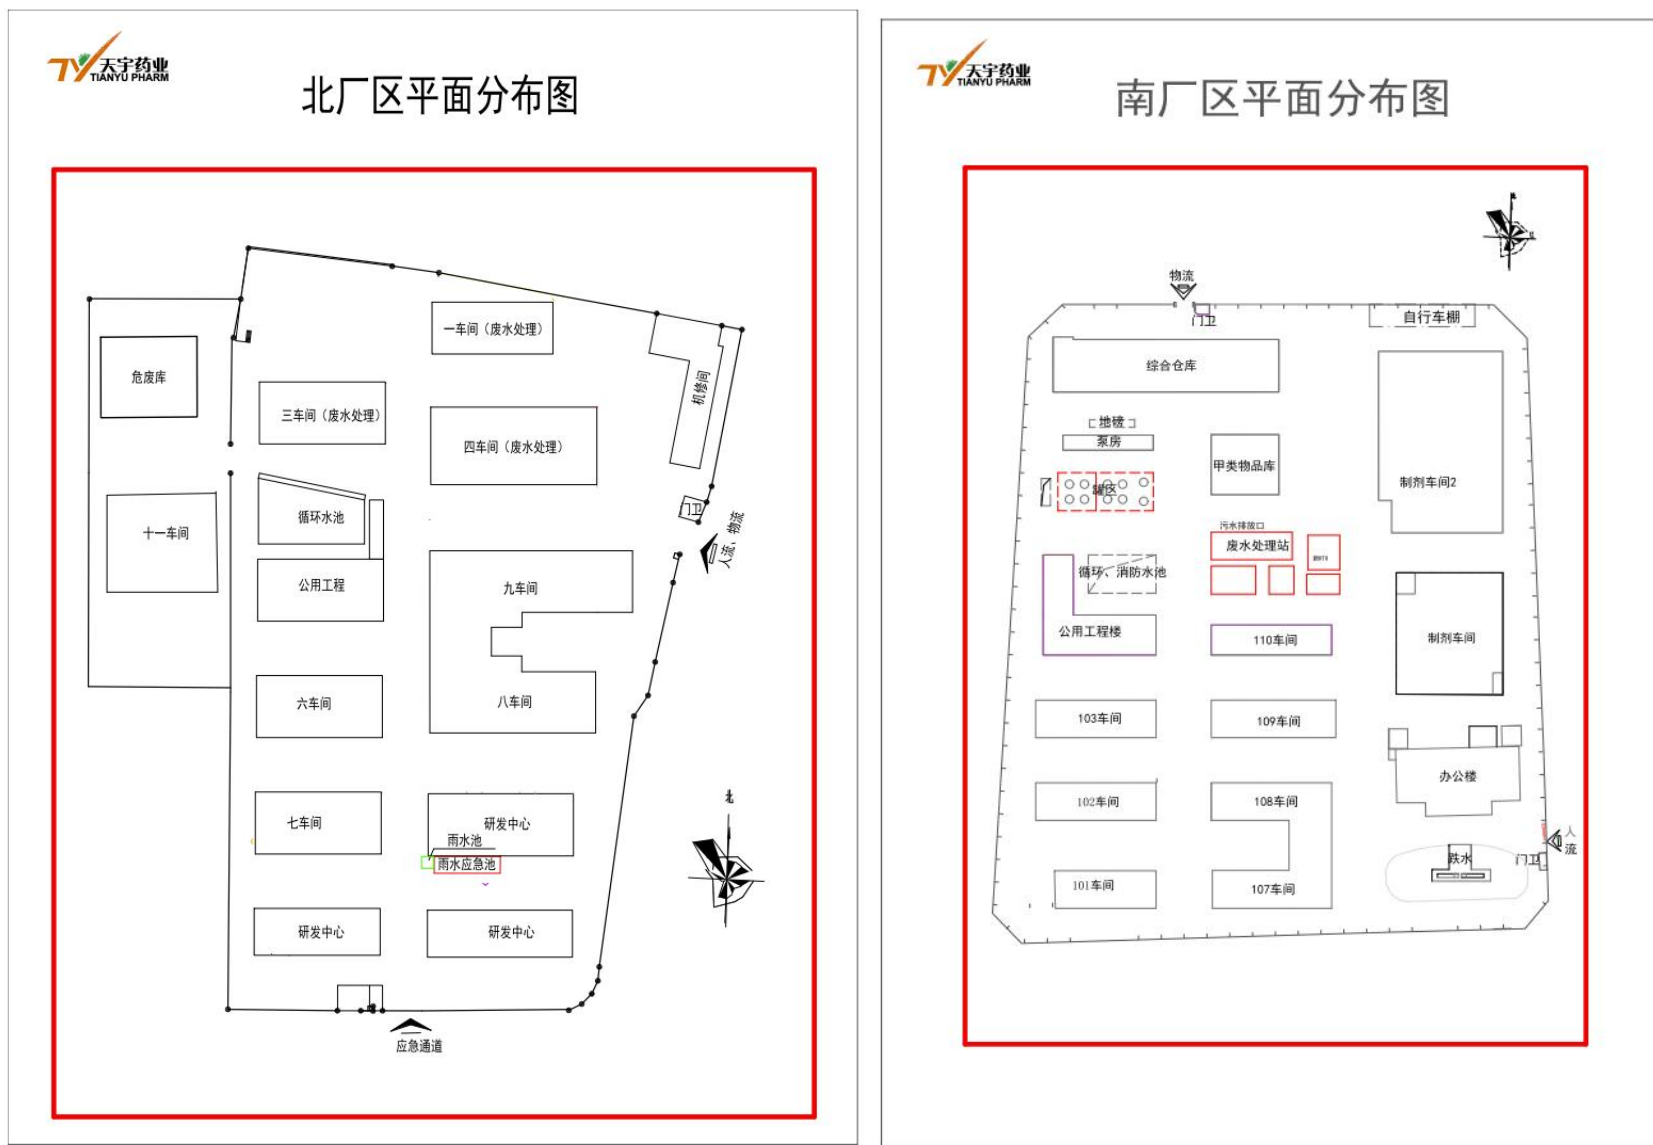 天宇药业
TIANYU PHARM
北厂区平面分布图
一车间（废水处理）
危废库
机修间
三车间（废水处理）
四车间（废水处理）
门卫
人流、物流
循环水池
十一车间
公用工程
九车间
六车间
八车间
七车间
研发中心
雨水池
雨水应急池
北
研发中心
研发中心
应急通道
天宇药业
TIANYU PHARM
南厂区平面分布图
物流
门卫
自行车棚
综合仓库
泵房
甲类物品库
罐区
制剂车间2
污水排放口
废水处理站
循环、消防水池
公用工程楼
110车间
制剂车间
103车间
109车间
办公楼
102车间
108车间
人流
门卫
跌水
101车间
107车间